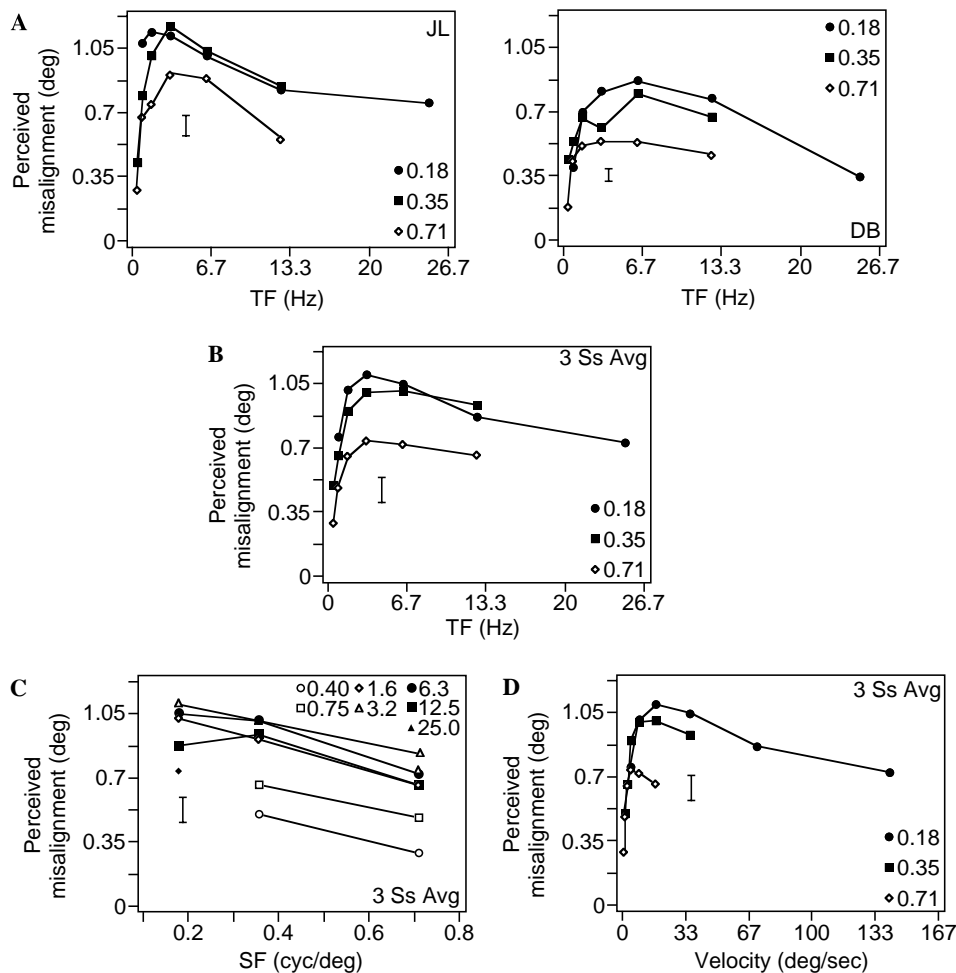 A
JL
Perceived
misalignment (deg)
1.05
0.7
0.35
0
0.18
0.35
0.71
0 6.7 13.3 20 26.7
TF (Hz)
0.18
0.35
0.71
Perceived
misalignment (deg)
1.05
0.7
0.35
0
DB
0 6.7 13.3 20 26.7
TF (Hz)
B
3 Ss Avg
Perceived
misalignment (deg)
1.05
0.7
0.35
0
0.18
0.35
0.71
0 6.7 13.3 20 26.7
TF (Hz)
C
0.40 1.6 6.3
0.75 3.2 12.5
25.0
Perceived
misalignment (deg)
1.05
0.7
0.35
0
3 Ss Avg
0.2 0.4 0.6 0.8
SF (cyc/deg)
D
3 Ss Avg
Perceived
misalignment (deg)
1.05
0.7
0.35
0
0.18
0.35
0.71
0 33 67 100 133 167
Velocity (deg/sec)